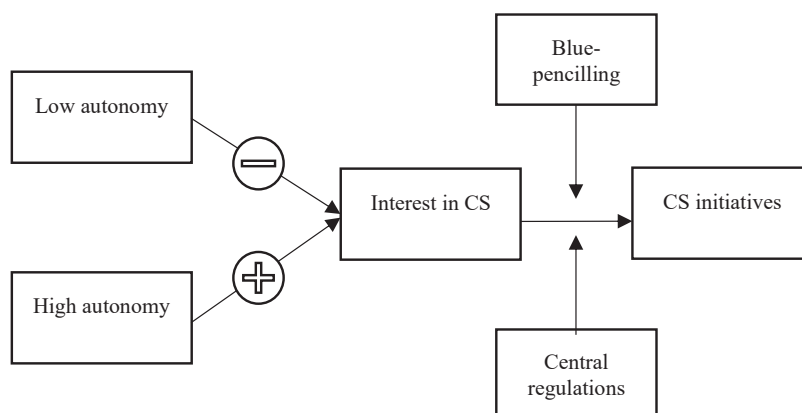 Blue-
pencilling
Low autonomy
Interest in CS
CS initiatives
High autonomy
Central
regulations